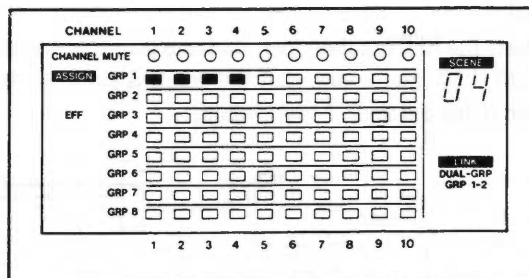 CHANNEL 1 2 3 4 5 6 7 8 9 10
CHANNEL MUTE
SCENE
04
ASSIGN GRP 1
GRP 2
EFF GRP 3
GRP 4
GRP 5
LINK
GRP 6 DUAL-GRP
GRP 7 GRP 1-2
GRP 8
1 2 3 4 5 6 7 8 9 10